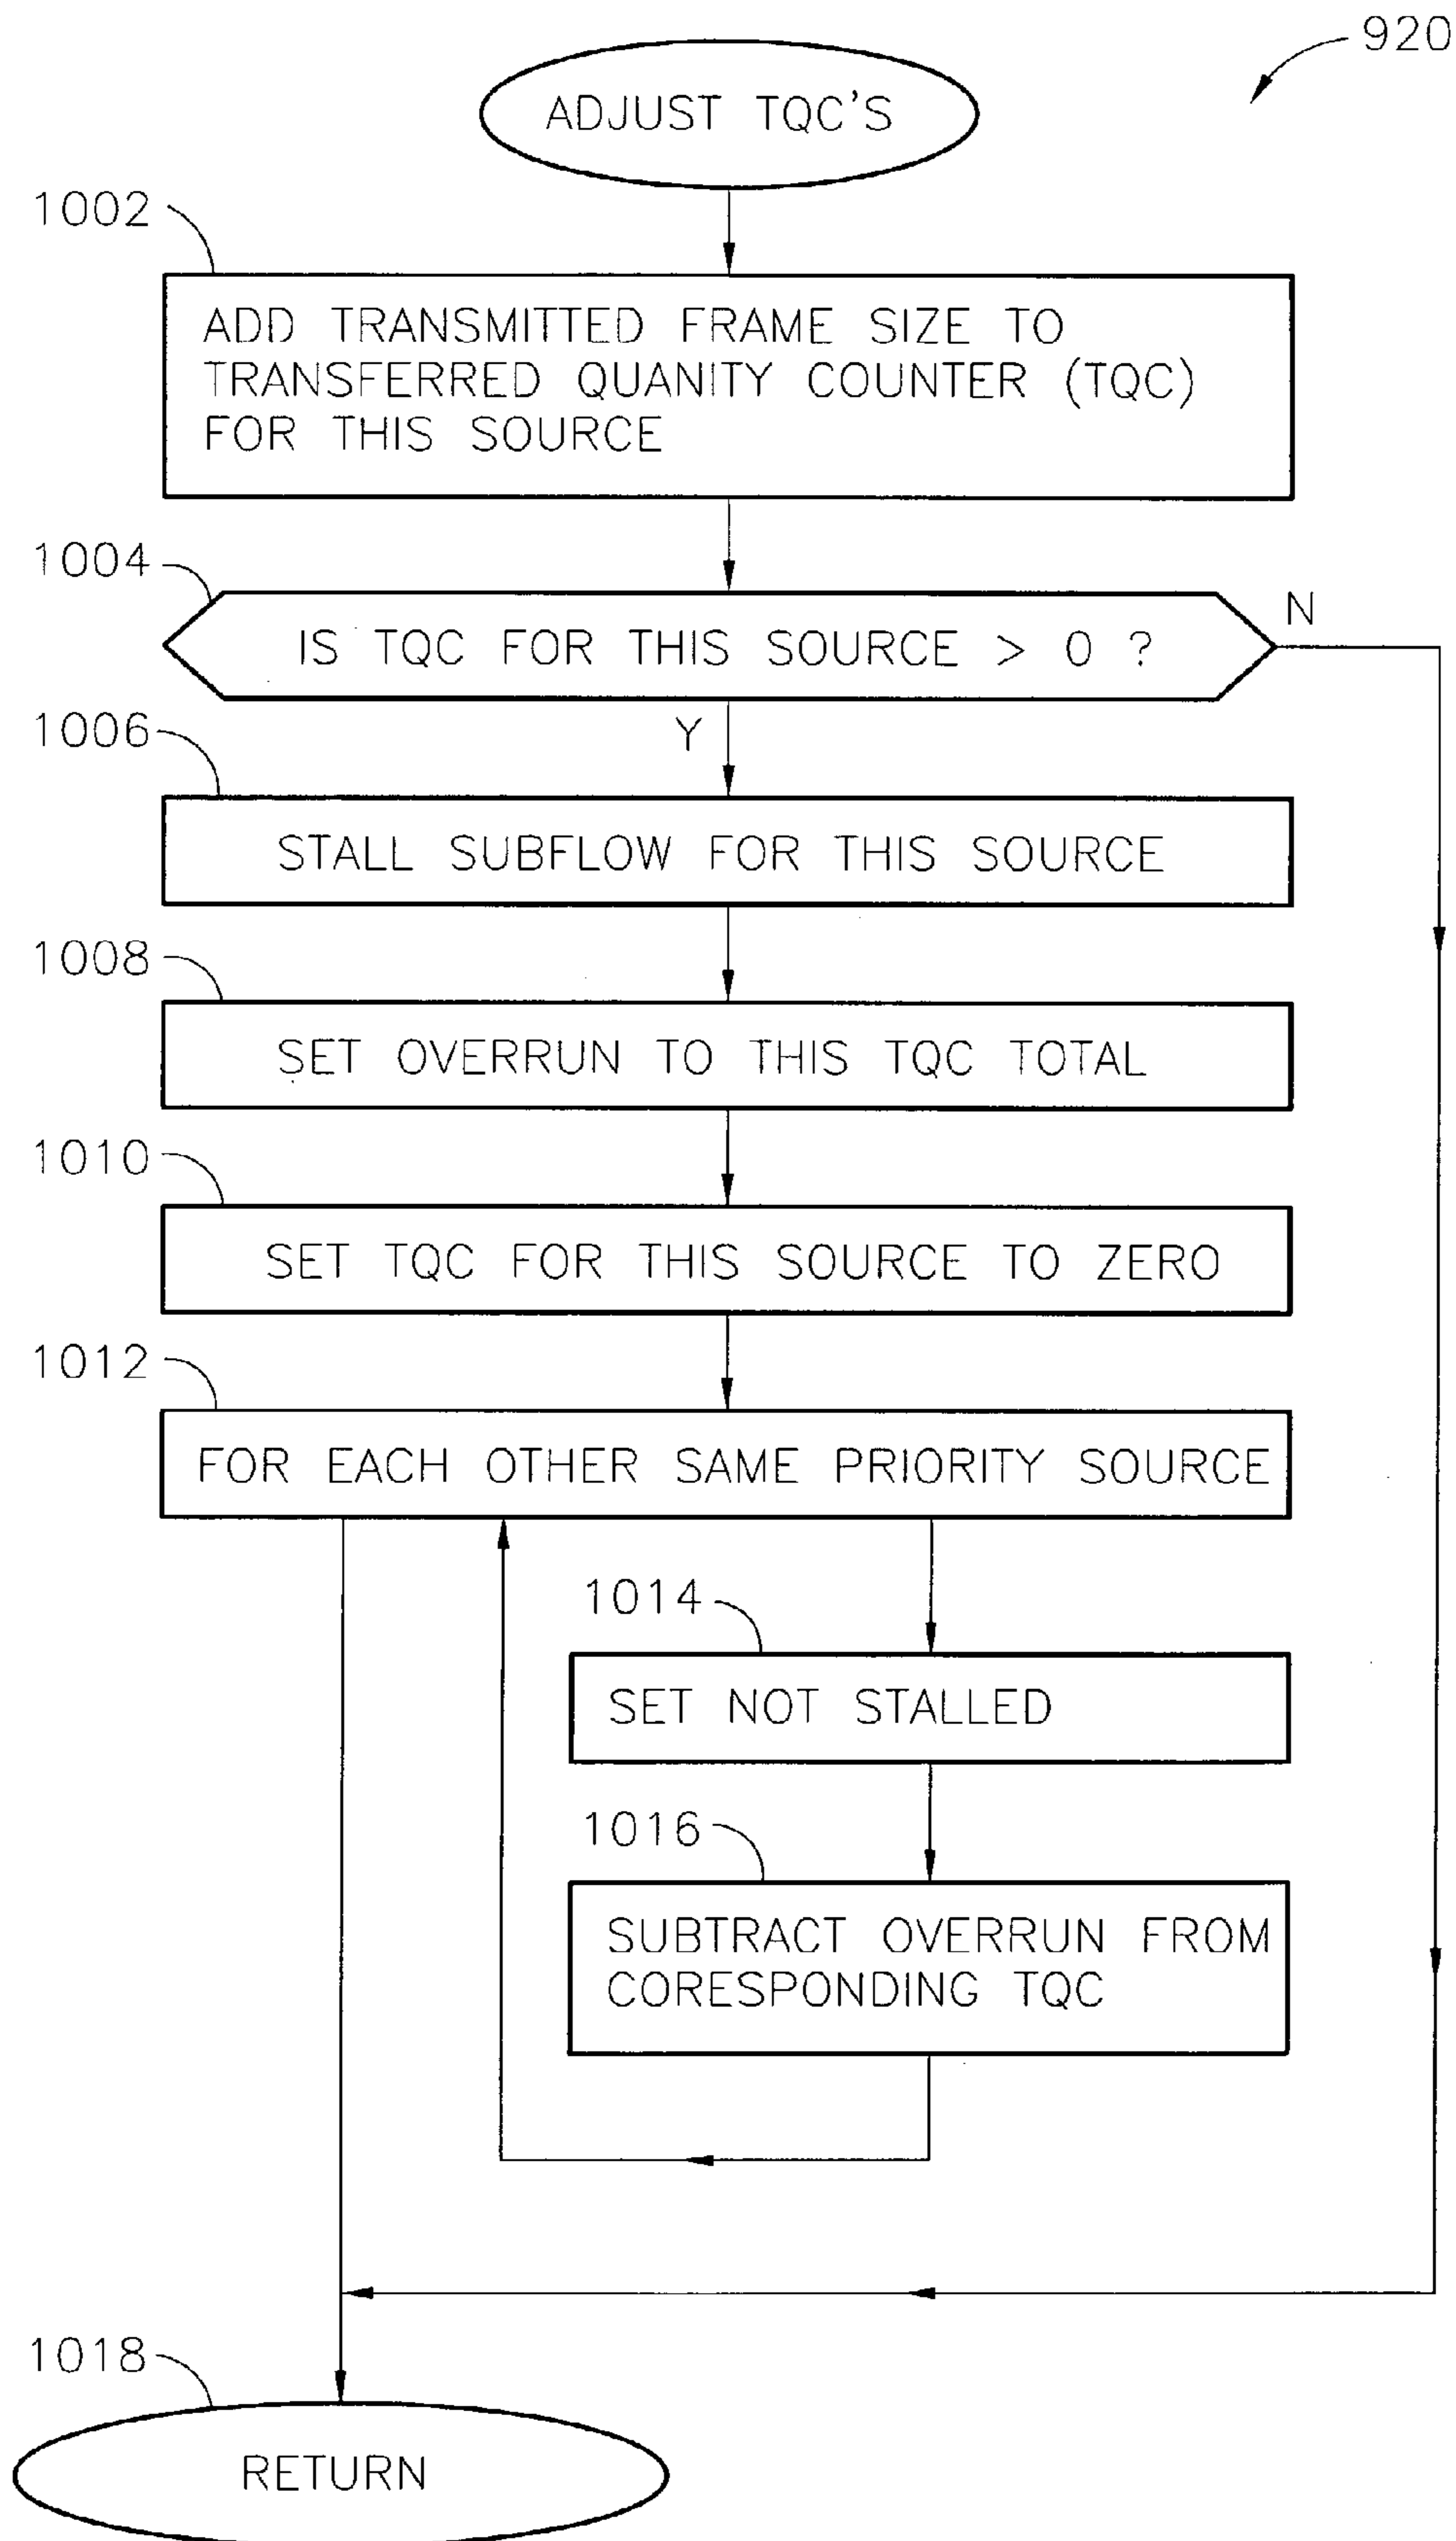 920
ADJUST TQC'S
1002
ADD TRANSMITTED FRAME SIZE TO
TRANSFERRED QUANITY COUNTER (TQC)
FOR THIS SOURCE
1004
IS TQC FOR THIS SOURCE > 0 ?
N
Y
1006
STALL SUBFLOW FOR THIS SOURCE
1008
SET OVERRUN TO THIS TQC TOTAL
1010
SET TQC FOR THIS SOURCE TO ZERO
1012
FOR EACH OTHER SAME PRIORITY SOURCE
1014
SET NOT STALLED
1016
SUBTRACT OVERRUN FROM
CORESPONDING TQC
1018
RETURN